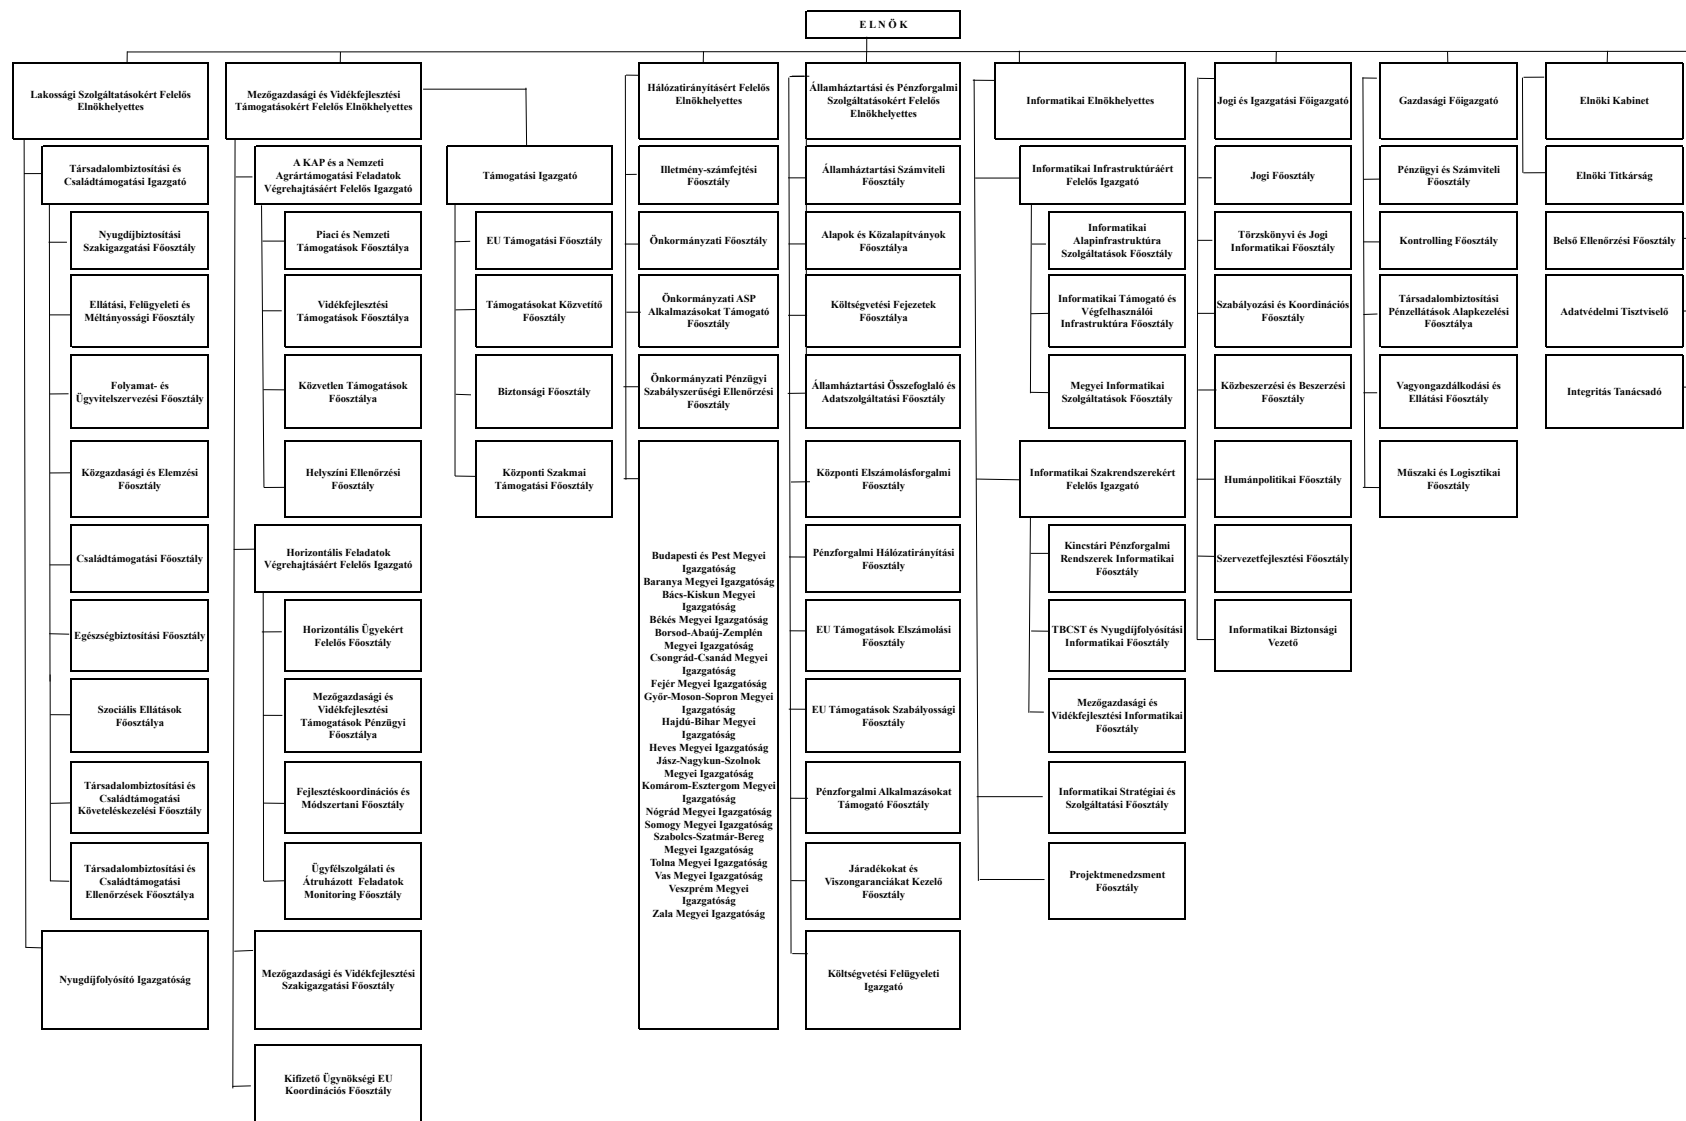 E L N Ö K
Lakossági Szolgáltatásokért Felelős
Elnökhelyettes
Társadalombiztosítási és
Családtámogatási Igazgató
Nyugdíjbiztosítási
Szakigazgatási Főosztály
Ellátási, Felügyeleti és
Méltányossági Főosztály
Folyamat- és
Ügyvitelszervezési Főosztály
Közgazdasági és Elemzési
Főosztály
Családtámogatási Főosztály
Egészségbiztosítási Főosztály
Szociális Ellátások
Főosztálya
Társadalombiztosítási és
Családtámogatási
Követeléskezelési Főosztály
Társadalombiztosítási és
Családtámogatási
Ellenőrzések Főosztálya
Nyugdíjfolyósító Igazgatóság
Mezőgazdasági és Vidékfejlesztési
Támogatásokért Felelős Elnökhelyettes
A KAP és a Nemzeti
Agrártámogatási Feladatok
Végrehajtásáért Felelős Igazgató
Piaci és Nemzeti
Támogatások Főosztálya
Vidékfejlesztési
Támogatások Főosztálya
Közvetlen Támogatások
Főosztálya
Helyszíni Ellenőrzési
Főosztály
Horizontális Feladatok
Végrehajtásáért Felelős Igazgató
Horizontális Ügyekért
Felelős Főosztály
Mezőgazdasági és
Vidékfejlesztési
Támogatások Pénzügyi
Főosztálya
Fejlesztéskoordinációs és
Módszertani Főosztály
Ügyfélszolgálati és
Átruházott Feladatok
Monitoring Főosztály
Mezőgazdasági és Vidékfejlesztési
Szakigazgatási Főosztály
Kifizető Ügynökségi EU
Koordinációs Főosztály
Támogatási Igazgató
EU Támogatási Főosztály
Támogatásokat Közvetítő
Főosztály
Biztonsági Főosztály
Központi Szakmai
Támogatási Főosztály
Hálózatirányításért Felelős
Elnökhelyettes
Illetmény-számfejtési
Főosztály
Önkormányzati Főosztály
Önkormányzati ASP
Alkalmazásokat Támogató
Főosztály
Önkormányzati Pénzügyi
Szabályszerűségi Ellenőrzési
Főosztály
Budapesti és Pest Megyei
Igazgatóság
Baranya Megyei Igazgatóság
Bács-Kiskun Megyei
Igazgatóság
Békés Megyei Igazgatóság
Borsod-Abaúj-Zemplén
Megyei Igazgatóság
Csongrád-Csanád Megyei
Igazgatóság
Fejér Megyei Igazgatóság
Győr-Moson-Sopron Megyei
Igazgatóság
Hajdú-Bihar Megyei
Igazgatóság
Heves Megyei Igazgatóság
Jász-Nagykun-Szolnok
Megyei Igazgatóság
Komárom-Esztergom Megyei
Igazgatóság
Nógrád Megyei Igazgatóság
Somogy Megyei Igazgatóság
Szabolcs-Szatmár-Bereg
Megyei Igazgatóság
Tolna Megyei Igazgatóság
Vas Megyei Igazgatóság
Veszprém Megyei
Igazgatóság
Zala Megyei Igazgatóság
Államháztartási és Pénzforgalmi
Szolgáltatásokért Felelős
Elnökhelyettes
Államháztartási Számviteli
Főosztály
Alapok és Közalapítványok
Főosztálya
Költségvetési Fejezetek
Főosztálya
Államháztartási Összefoglaló és
Adatszolgáltatási Főosztály
Központi Elszámolásforgalmi
Főosztály
Pénzforgalmi Hálózatirányítási
Főosztály
EU Támogatások Elszámolási
Főosztály
EU Támogatások Szabályossági
Főosztály
Pénzforgalmi Alkalmazásokat
Támogató Főosztály
Járadékokat és
Viszongaranciákat Kezelő
Főosztály
Költségvetési Felügyeleti
Igazgató
Informatikai Elnökhelyettes
Informatikai Infrastruktúráért
Felelős Igazgató
Informatikai
Alapinfrastruktúra
Szolgáltatások Főosztály
Informatikai Támogató és
Végfelhasználói
Infrastruktúra Főosztály
Megyei Informatikai
Szolgáltatások Főosztály
Informatikai Szakrendszerekért
Felelős Igazgató
Kincstári Pénzforgalmi
Rendszerek Informatikai
Főosztály
TBCST és Nyugdíjfolyósítási
Informatikai Főosztály
Mezőgazdasági és
Vidékfejlesztési Informatikai
Főosztály
Informatikai Stratégiai és
Szolgáltatási Főosztály
Projektmenedzsment
Főosztály
Jogi és Igazgatási Főigazgató
Jogi Főosztály
Törzskönyvi és Jogi
Informatikai Főosztály
Szabályozási és Koordinációs
Főosztály
Közbeszerzési és Beszerzési
Főosztály
Humánpolitikai Főosztály
Szervezetfejlesztési Főosztály
Informatikai Biztonsági
Vezető
Gazdasági Főigazgató
Pénzügyi és Számviteli
Főosztály
Kontrolling Főosztály
Társadalombiztosítási
Pénzellátások Alapkezelési
Főosztálya
Vagyongazdálkodási és
Ellátási Főosztály
Műszaki és Logisztikai
Főosztály
Elnöki Kabinet
Elnöki Titkárság
Belső Ellenőrzési Főosztály
Adatvédelmi Tisztviselő
Integritás Tanácsadó